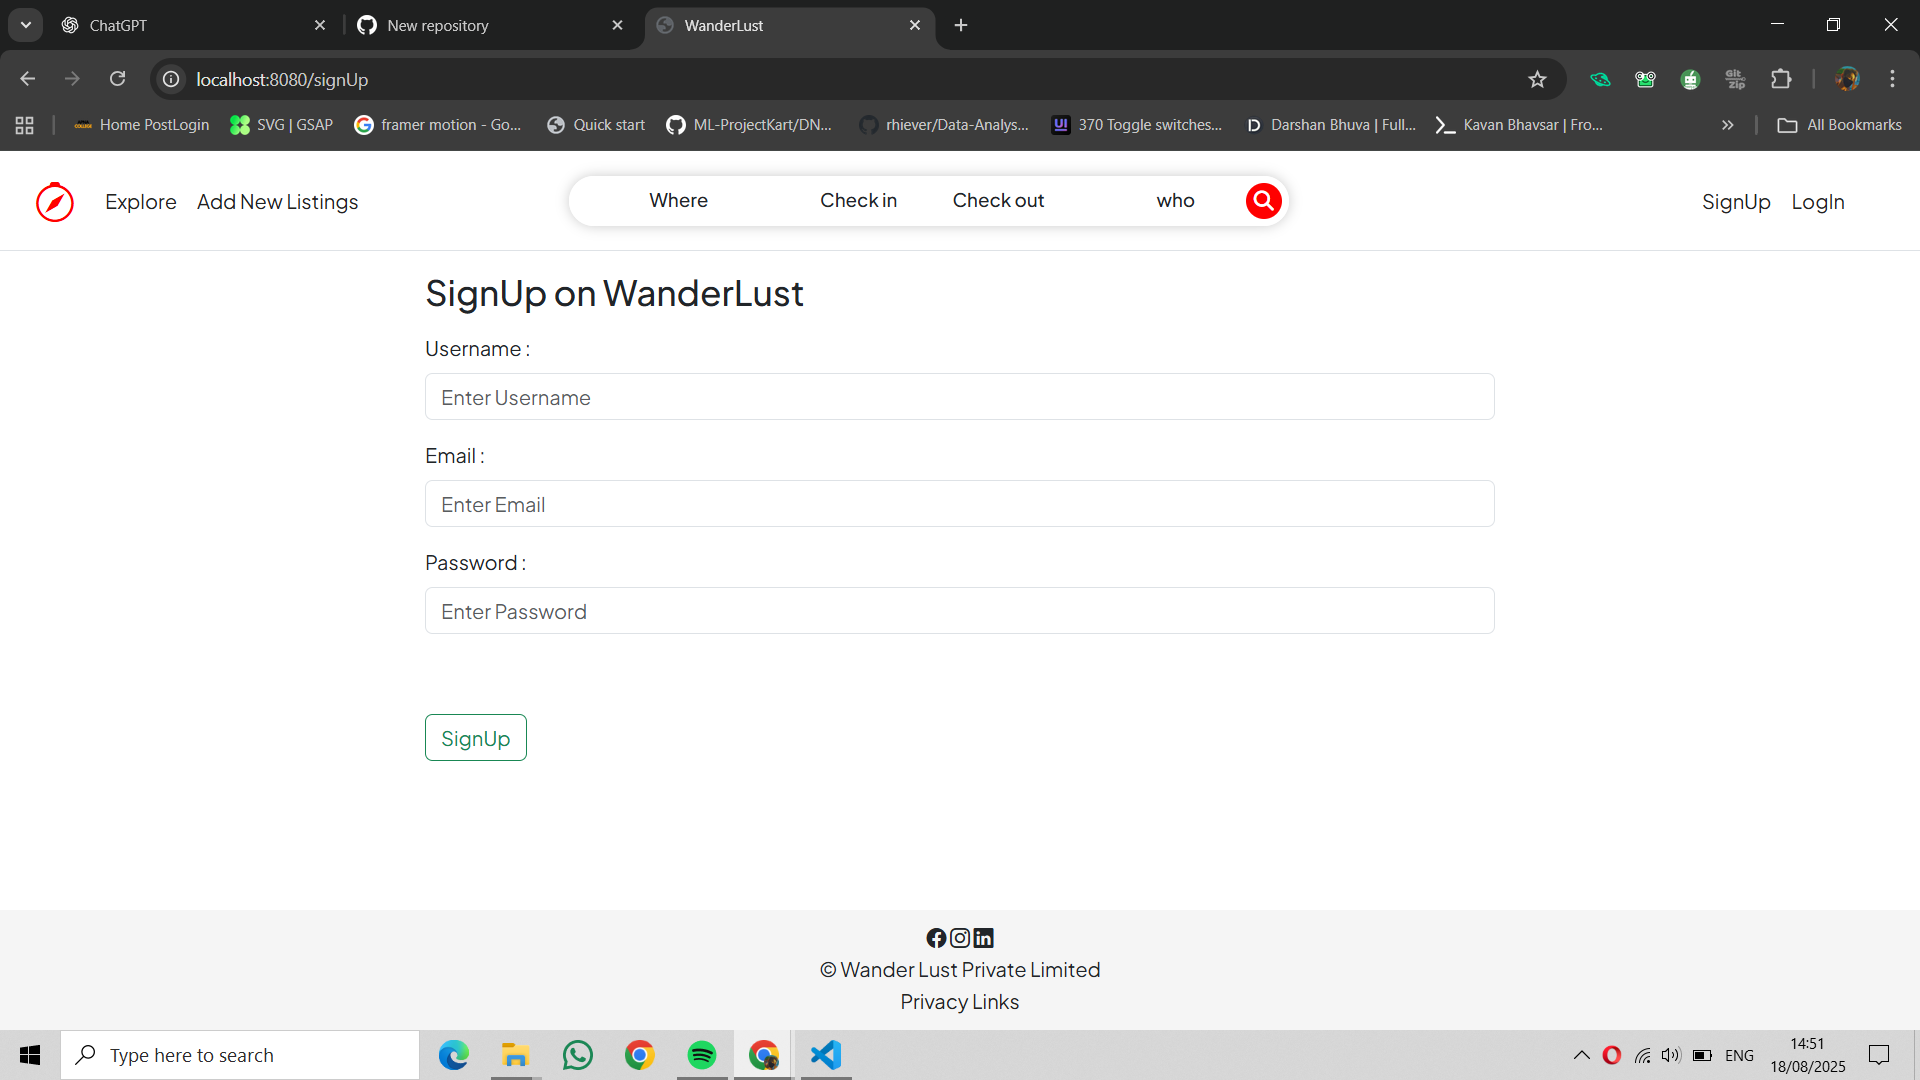 ChatGPT
New repository
WanderLust
localhost:8080/signUp
Home PostLogin
SVG | GSAP
framer motion - Go...
Quick start
ML-ProjectKart/DN...
rhiever/Data-Analys...
UI
370 Toggle switches...
Darshan Bhuva | Full...
Kavan Bhavsar | Fro...
All Bookmarks
Git
zip
Explore
Add New Listings
Where
Check in
Check out
who
SignUp
LogIn
SignUp on WanderLust
Username :
Enter Username
Email :
Enter Email
Password :
Enter Password
SignUp
© Wander Lust Private Limited
Privacy Links
Type here to search
ENG
14:51
18/08/2025